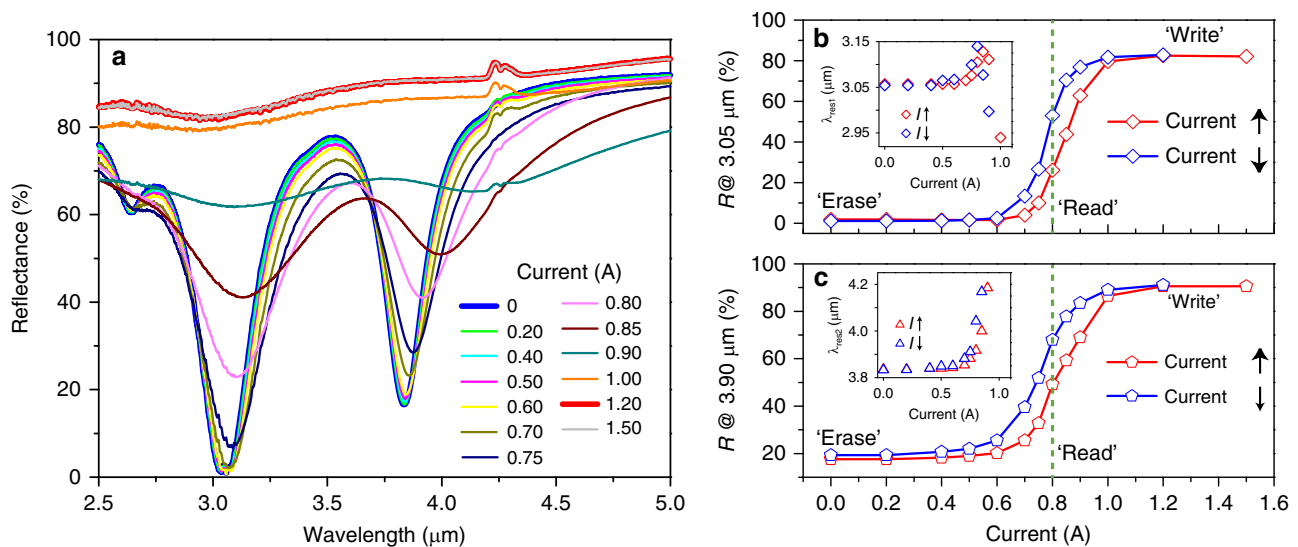 a
100
80
60
40
20
0
Reflectance (%)
2.5 3.0 3.5 4.0 4.5 5.0
Wavelength (μm)
Current (A)
0 0.80
0.20 0.85
0.40 0.90
0.50 1.00
0.60 1.20
0.70 1.50
0.75
b
100
80
60
40
20
0
R@ 3.05 μm (%)
'Write'
'Read'
'Erase'
Current ↑
Current ↓
3.15
3.05
2.95
λres1 (μm)
I↑
I↓
0.0 0.5 1.0
Current (A)
c
100
80
60
40
20
R @ 3.90 μm (%)
'Write'
'Read'
'Erase'
Current ↑
Current ↓
4.2
4.0
3.8
λres2 (μm)
I↑
I↓
0.0 0.5 1.0
Current (A)
0.0 0.2 0.4 0.6 0.8 1.0 1.2 1.4 1.6
Current (A)